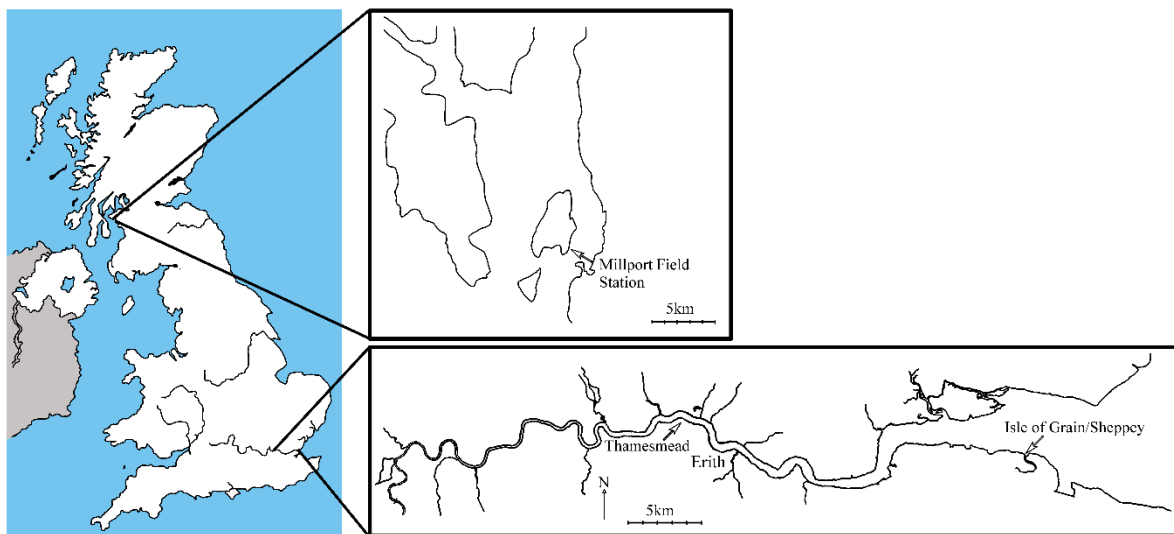 Millport Field
Station
5km
Isle of Grain/Sheppey
Thamesmead
Erith
N
5km